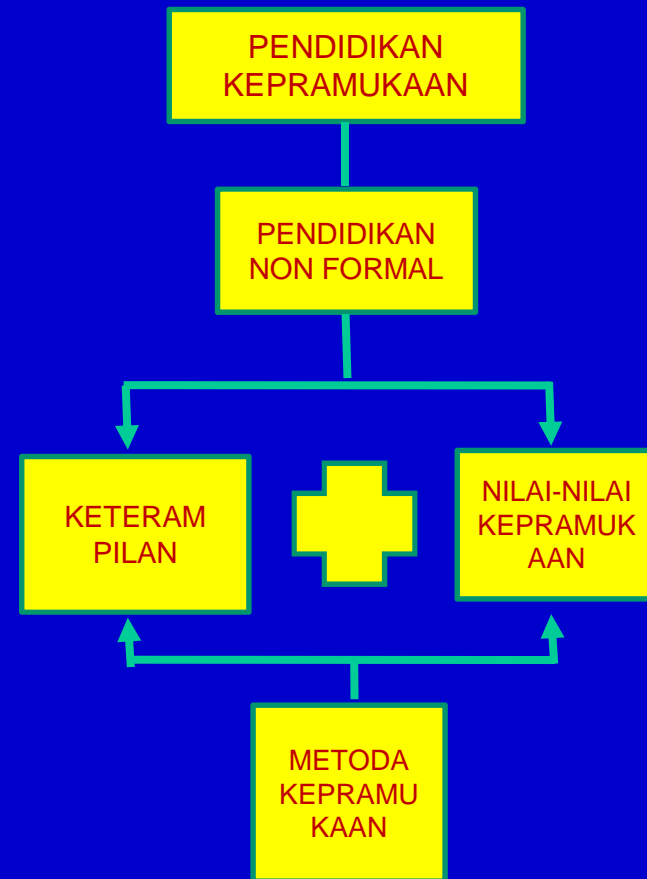 PENDIDIKAN
KEPRAMUKAAN
PENDIDIKAN
NON FORMAL
KETERAM
PILAN
NILAI-NILAI
KEPRAMUK
AAN
METODA
KEPRAMU
KAAN